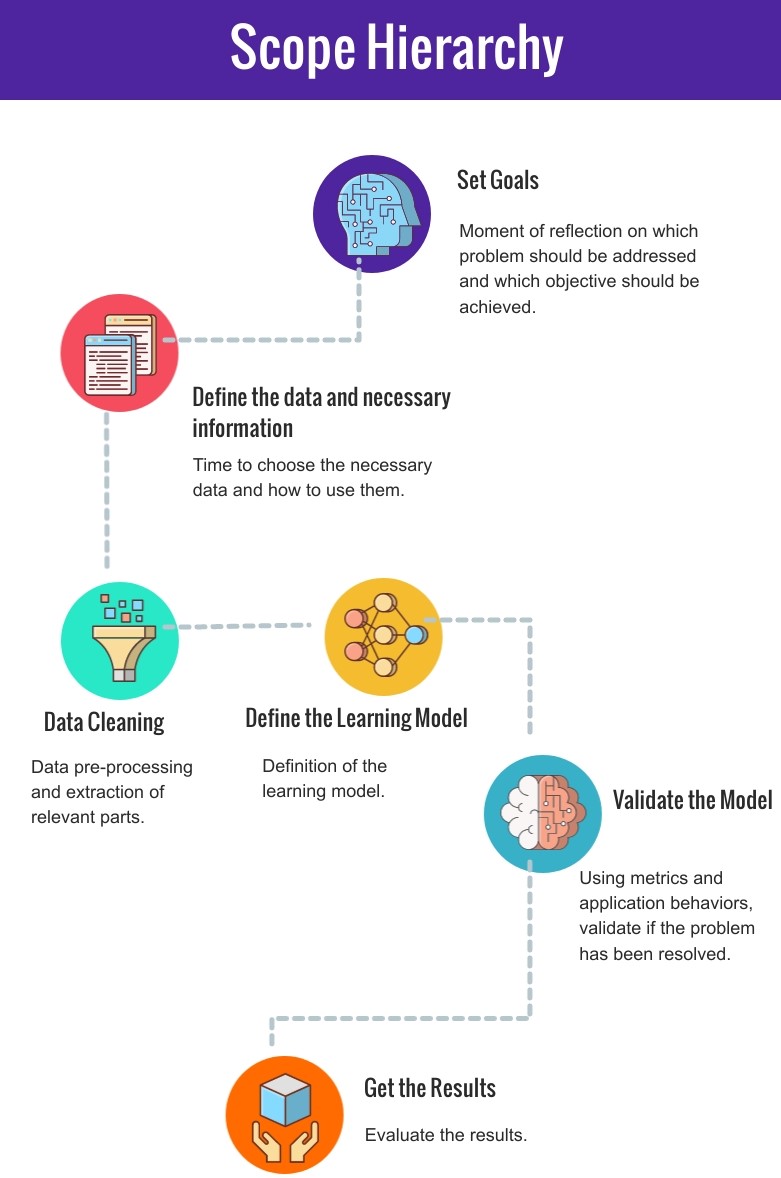 Scope Hierarchy
Set Goals
Moment of reflection on which
problem should be addressed
and which objective should be
achieved.
Define the data and necessary
information
Time to choose the necessary
data and how to use them.
Data Cleaning
Data pre-processing
and extraction of
relevant parts.
Define the Learning Model
Definition of the
learning model.
Validate the Model
Using metrics and
application behaviors,
validate if the problem
has been resolved.
Get the Results
Evaluate the results.